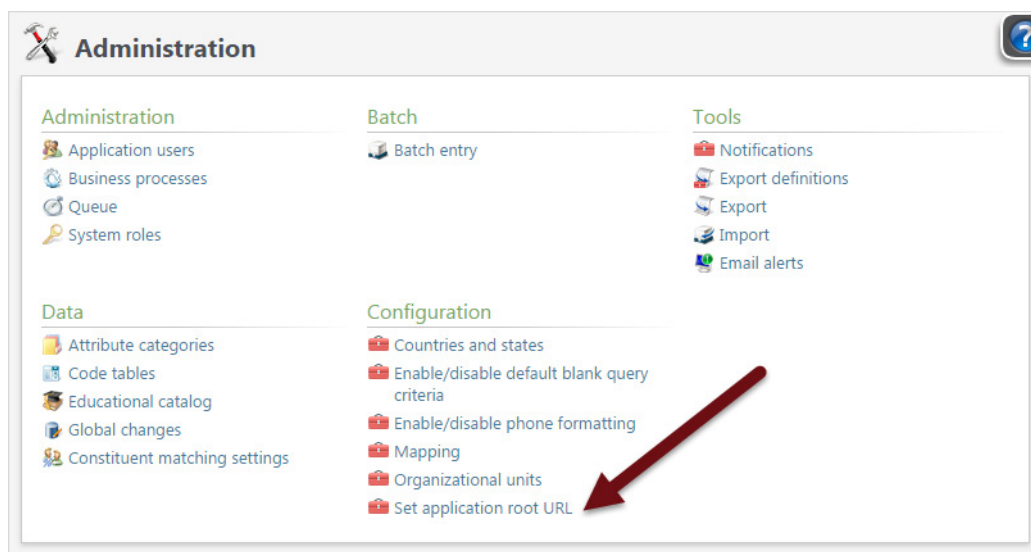 Administration
Administration
Application users
Business processes
Queue
System roles
Batch
Batch entry
Tools
Notifications
Export definitions
Export
Import
Email alerts
Data
Attribute categories
Code tables
Educational catalog
Global changes
Constituent matching settings
Configuration
Countries and states
Enable/disable default blank query
criteria
Enable/disable phone formatting
Mapping
Organizational units
Set application root URL